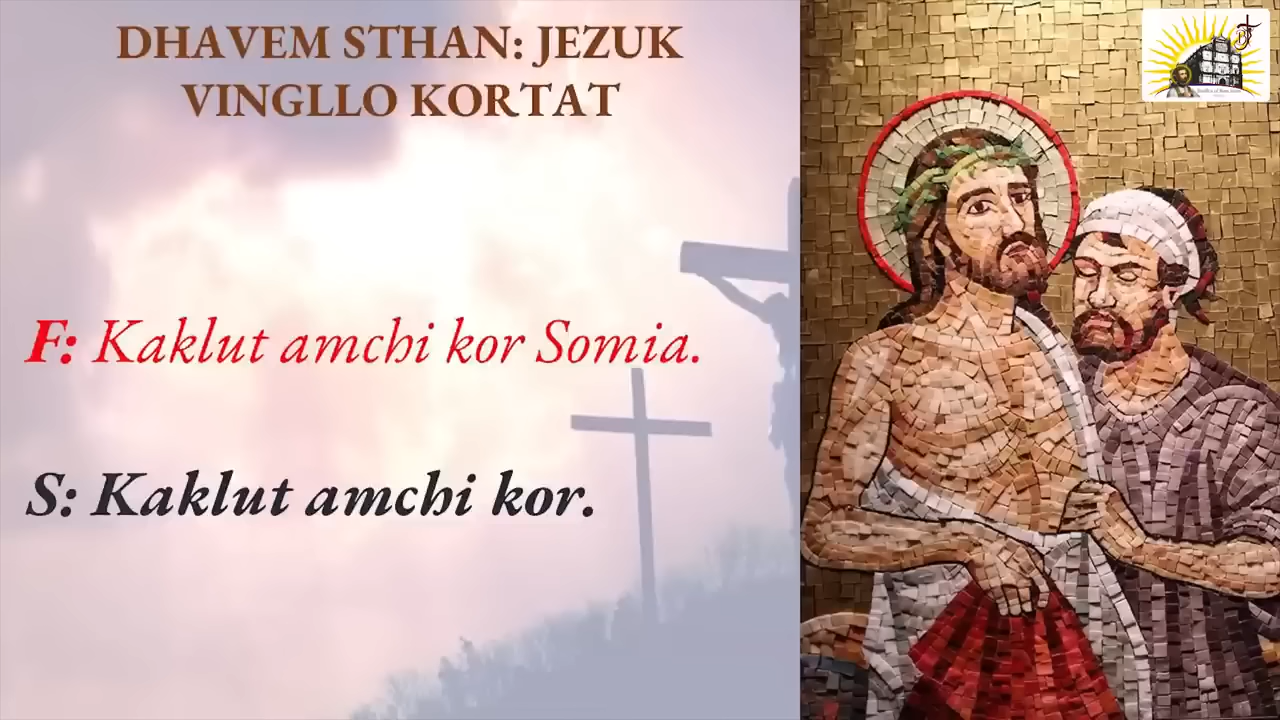 DHAVEM STHAN: JEZUK
VINGLLO KORTAT
F: Kaklut amchi kor Somia.
S: Kaklut amchi kor.